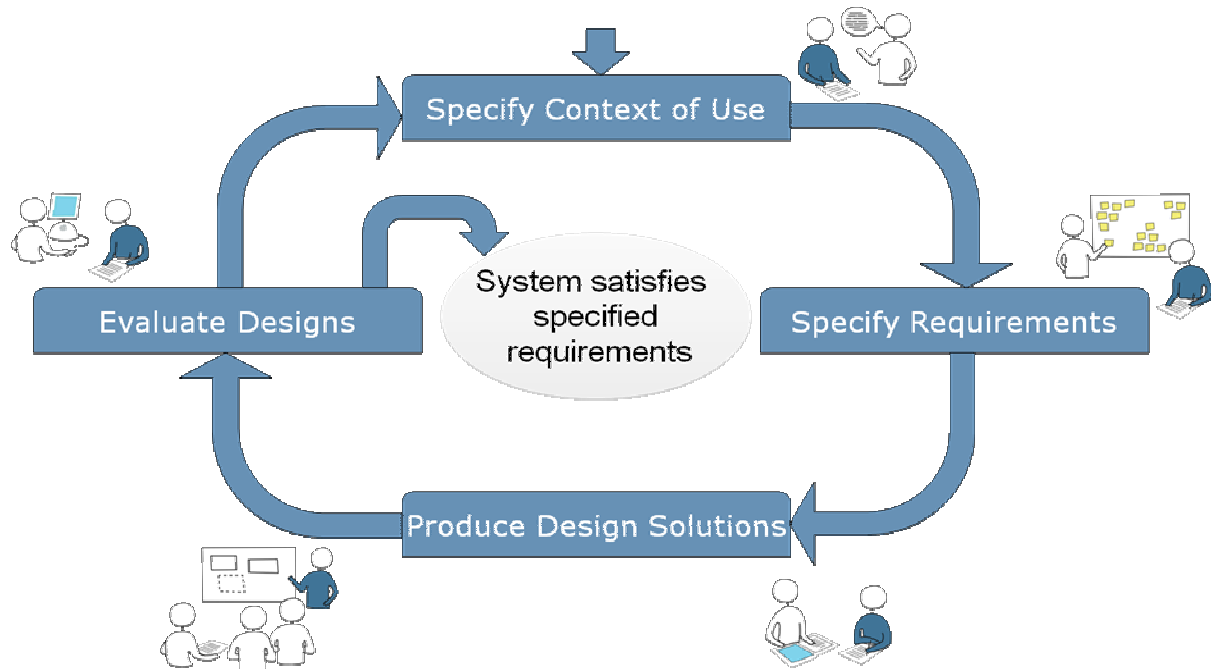 Specify Context of Use
Evaluate Designs
System satisfies
specified
requirements
Specify Requirements
Produce Design Solutions